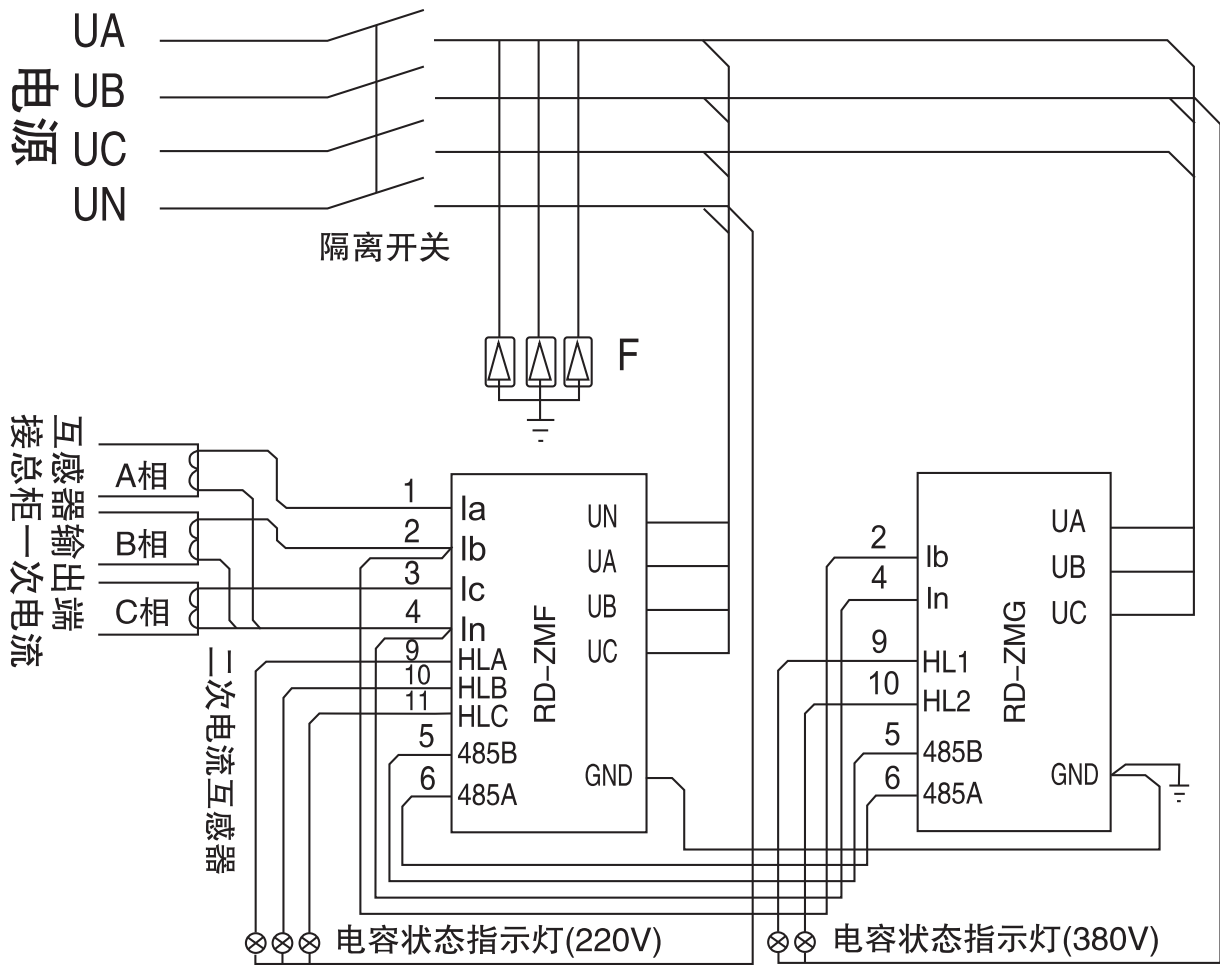 电源
UA
UB
UC
UN
隔离开关
F
互感器输出端
接总柜一次电流
A相
B相
C相
二次电流互感器
1
2
3
4
9
10
11
5
6
Ia
Ib
Ic
In
HLA
HLB
HLC
485B
485A
RD-ZMF
UN
UA
UB
UC
GND
2
4
9
10
5
6
Ib
In
HL1
HL2
485B
485A
RD-ZMG
UA
UB
UC
GND
电容状态指示灯(220V)
电容状态指示灯(380V)